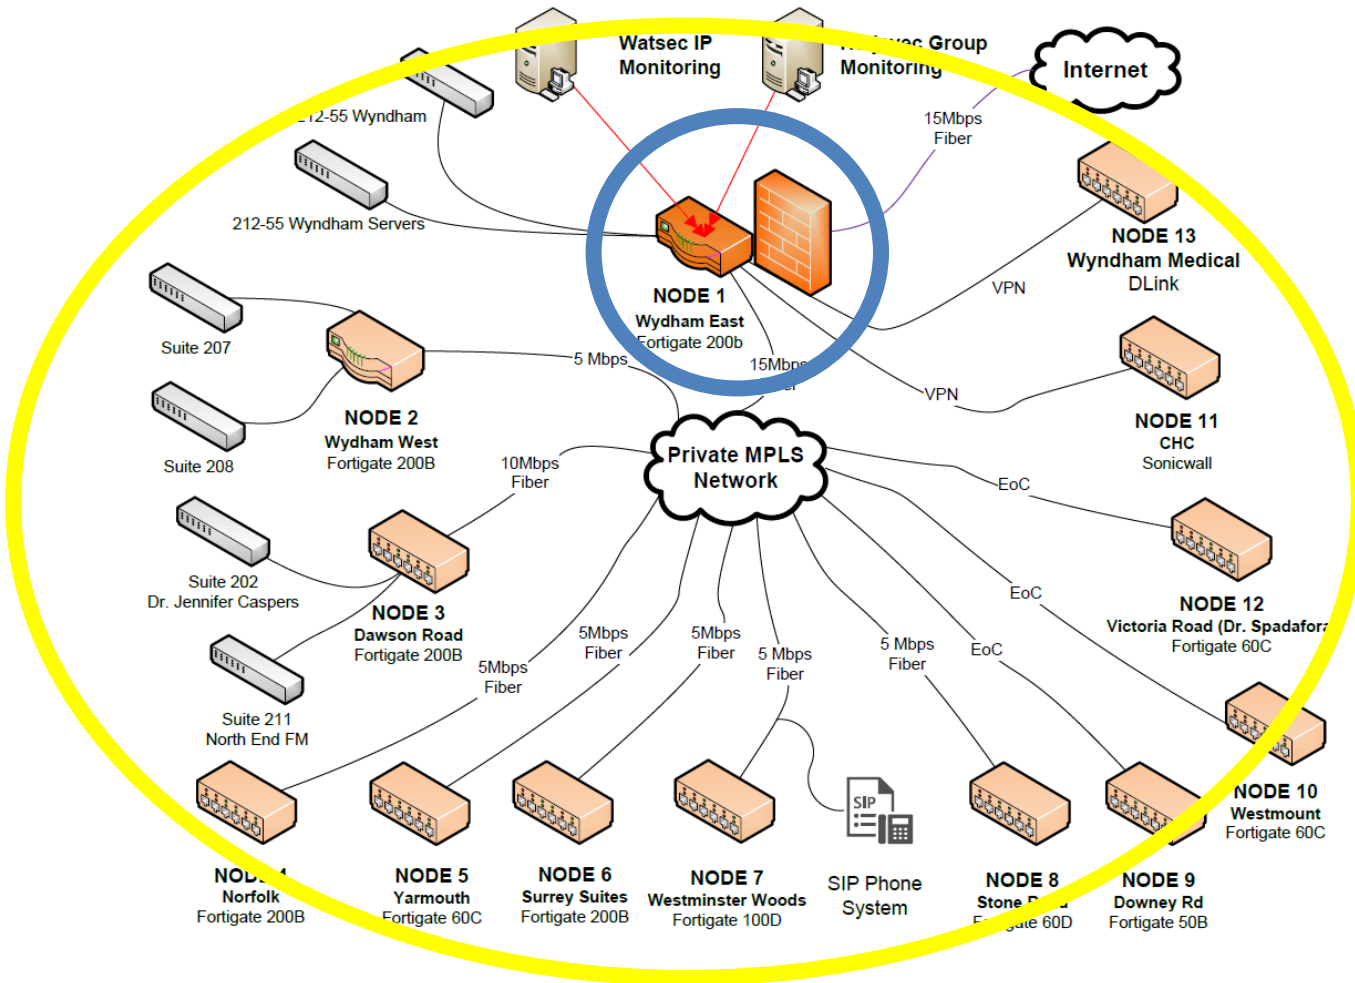 Watsec IP
Monitoring
Group
Monitoring
Internet
15Mbps
Fiber
212-55 Wyndham
212-55 Wyndham Servers
NODE 13
Wyndham Medical
DLink
VPN
NODE 1
Wydham East
Fortigate 200b
Suite 207
5 Mbps
15Mbps
VPN
NODE 2
Wydham West
Fortigate 200B
Suite 208
NODE 11
CHC
Sonicwall
Private MPLS
Network
10Mbps
Fiber
EoC
Suite 202
Dr. Jennifer Caspers
NODE 3
Dawson Road
Fortigate 200B
EoC
NODE 12
Victoria Road (Dr. Spadafora
Fortigate 60C
5Mbps
Fiber
5Mbps
Fiber
5Mbps
Fiber
5 Mbps
Fiber
5 Mbps
Fiber
EoC
Suite 211
North End FM
NODE 10
Westmount
Fortigate 60C
SIP
NODE 4
Norfolk
Fortigate 200B
NODE 5
Yarmouth
Fortigate 60C
NODE 6
Surrey Suites
Fortigate 200B
NODE 7
Westminster Woods
Fortigate 100D
SIP Phone
System
NODE 8
Stone Road
Fortigate 60D
NODE 9
Downey Rd
Fortigate 50B